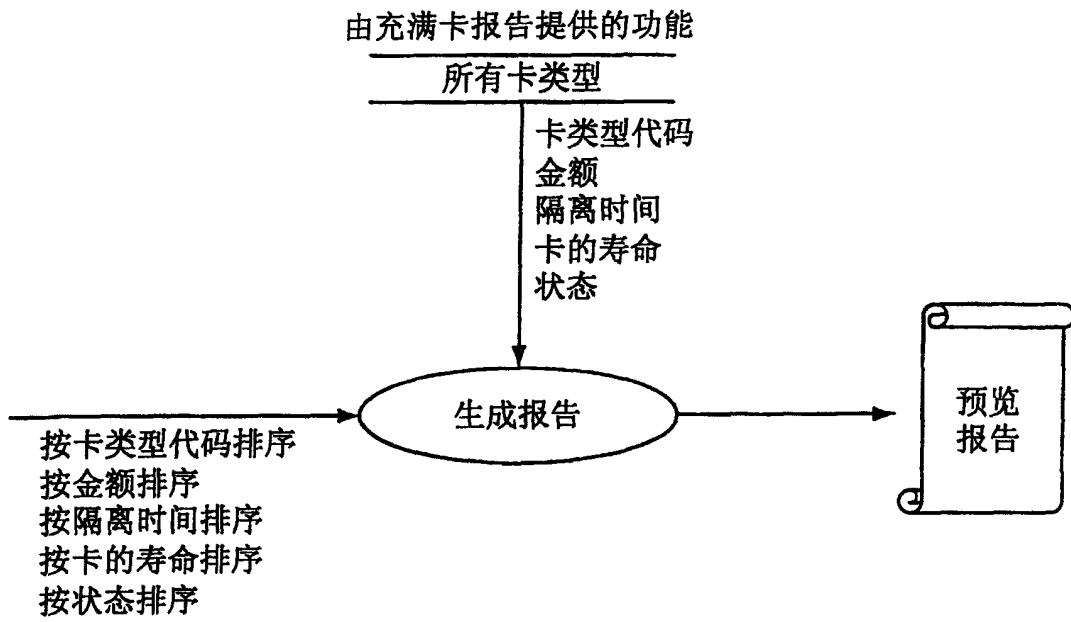 由充满卡报告提供的功能
所有卡类型
卡类型代码
金额
隔离时间
卡的寿命
状态
生成报告
预览
报告
按卡类型代码排序
按金额排序
按隔离时间排序
按卡的寿命排序
按状态排序